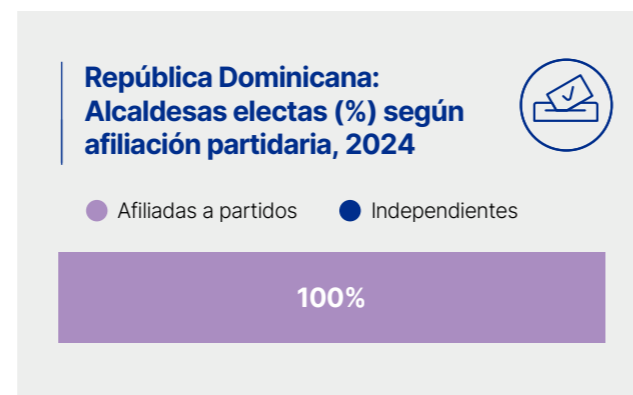 República Dominicana:
Alcaldesas electas (%) según
afiliación partidaria, 2024
Afiliadas a partidos
Independientes
100%